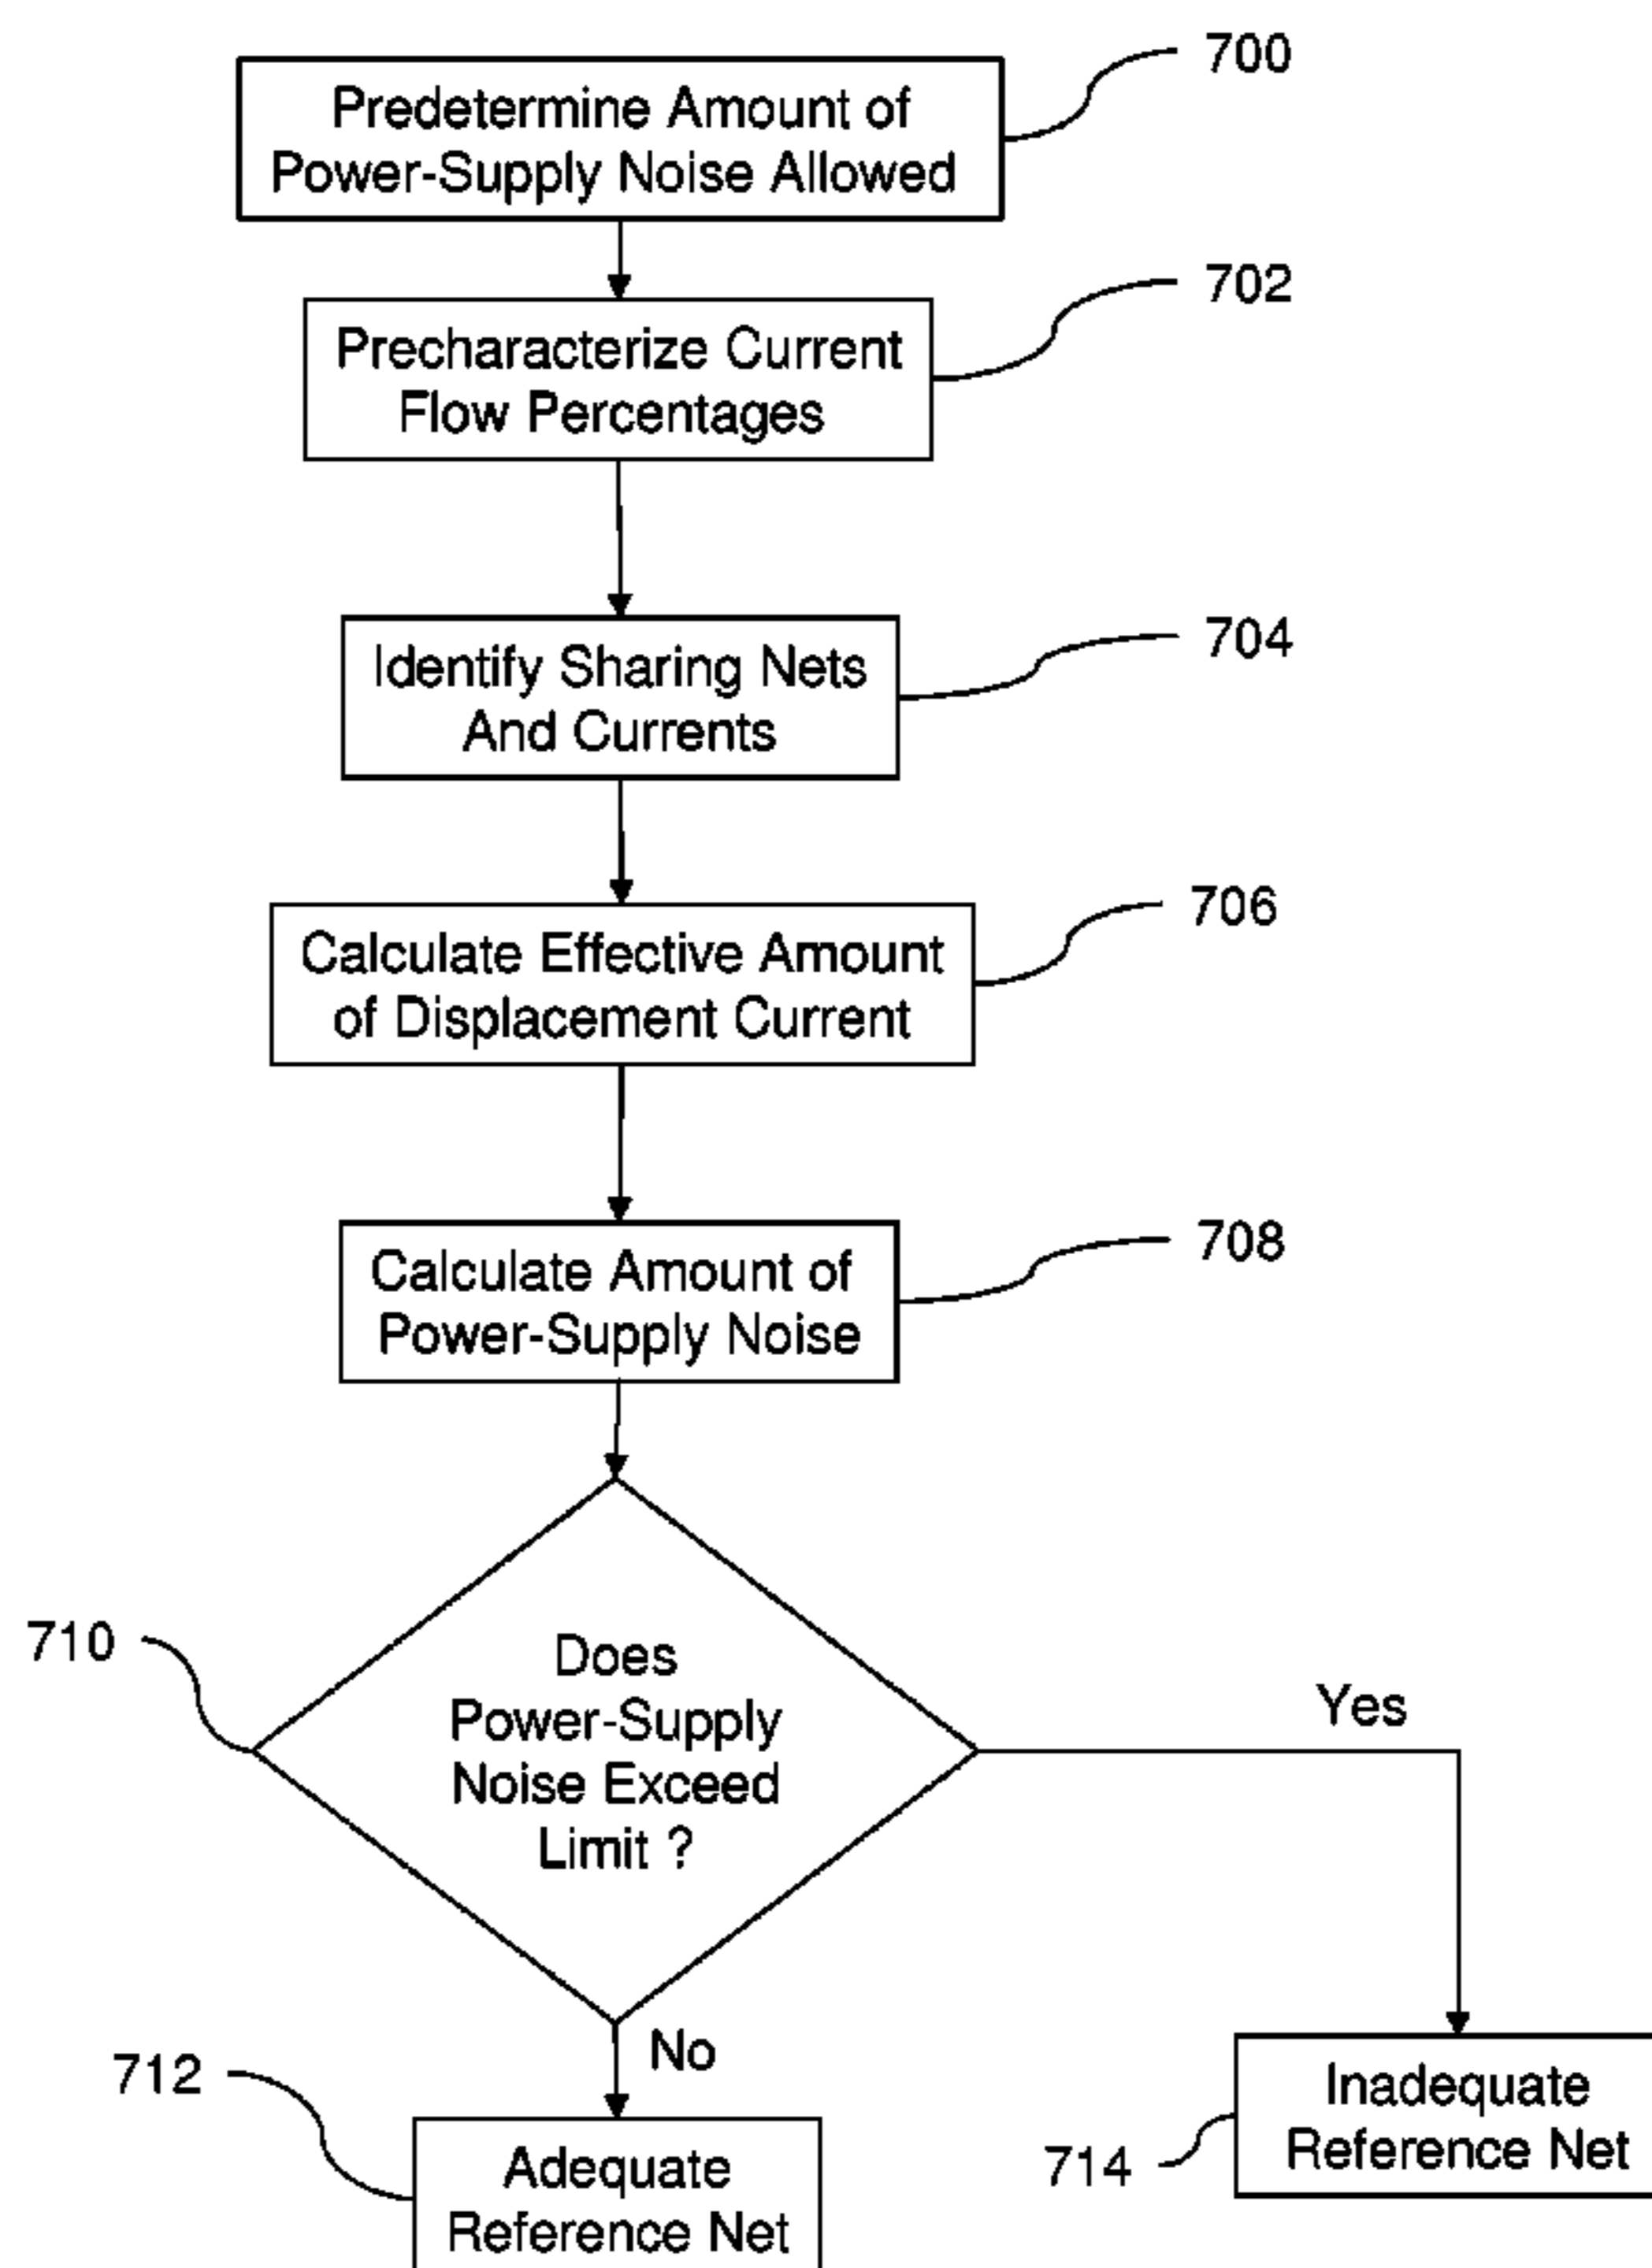 700
Predetermine Amount of
Power-Supply Noise Allowed
702
Precharacterize Current
Flow Percentages
704
Identify Sharing Nets
And Currents
706
Calculate Effective Amount
of Displacement Current
708
Calculate Amount of
Power-Supply Noise
710
Does
Power-Supply
Noise Exceed
Limit ?
Yes
No
712
Adequate
Reference Net
714
Inadequate
Reference Net